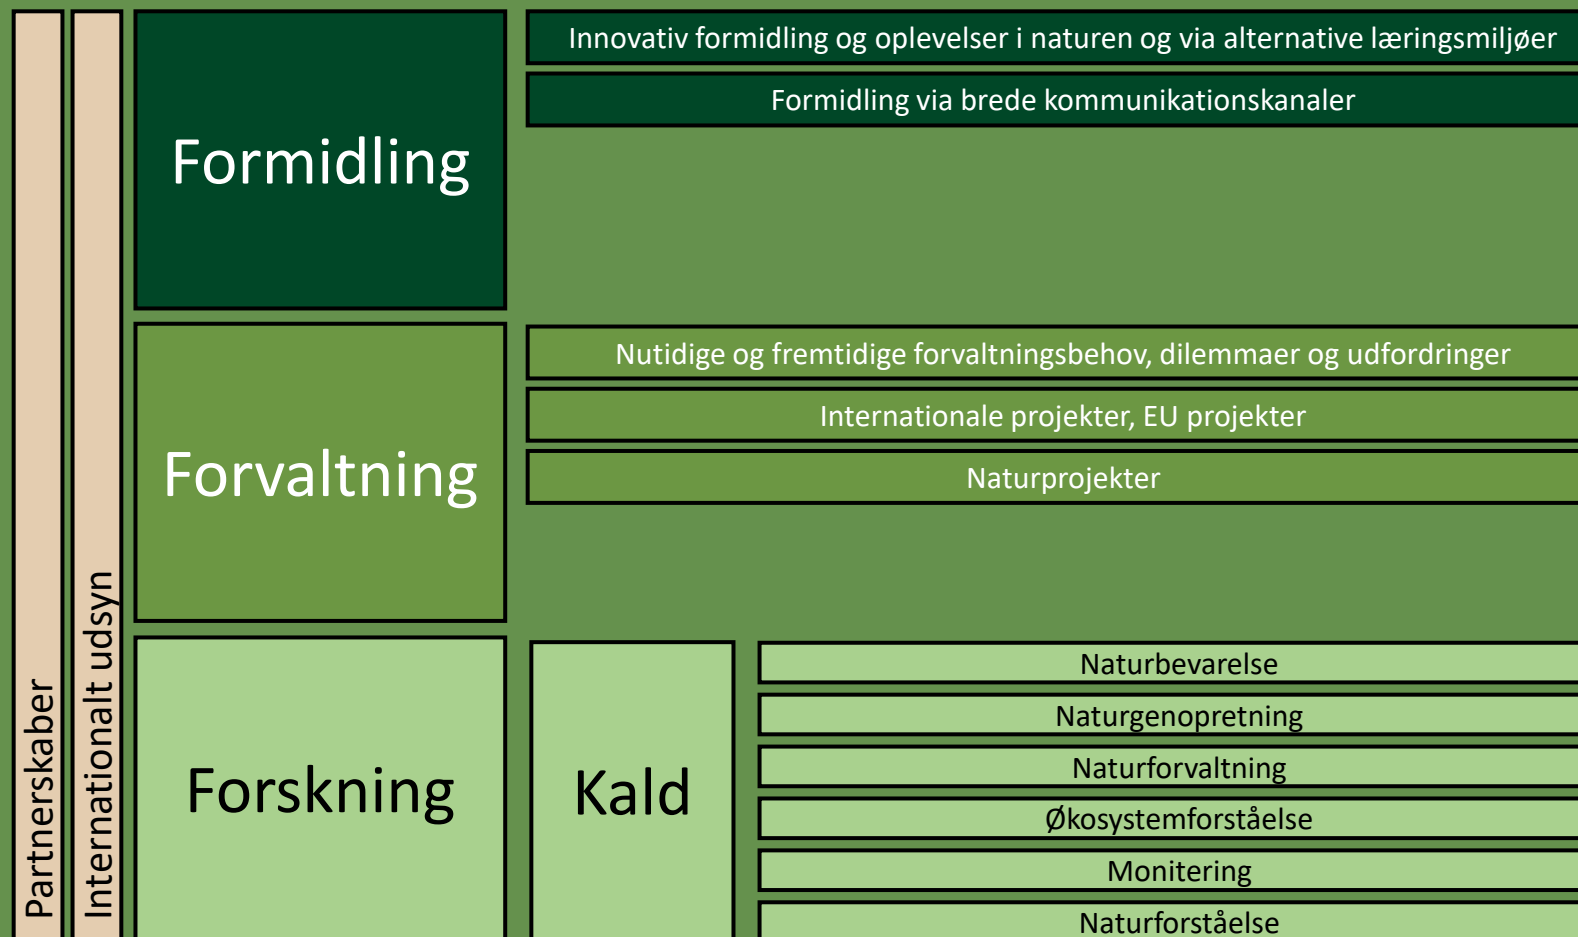 Partnerskaber
Internationalt udsyn
Formidling
Innovativ formidling og oplevelser i naturen og via alternative læringsmiljøer
Formidling via brede kommunikationskanaler
Forvaltning
Nutidige og fremtidige forvaltningsbehov, dilemmaer og udfordringer
Internationale projekter, EU projekter
Naturprojekter
Forskning
Kald
Naturbevarelse
Naturgenopretning
Naturforvaltning
Økosystemforståelse
Monitering
Naturforståelse